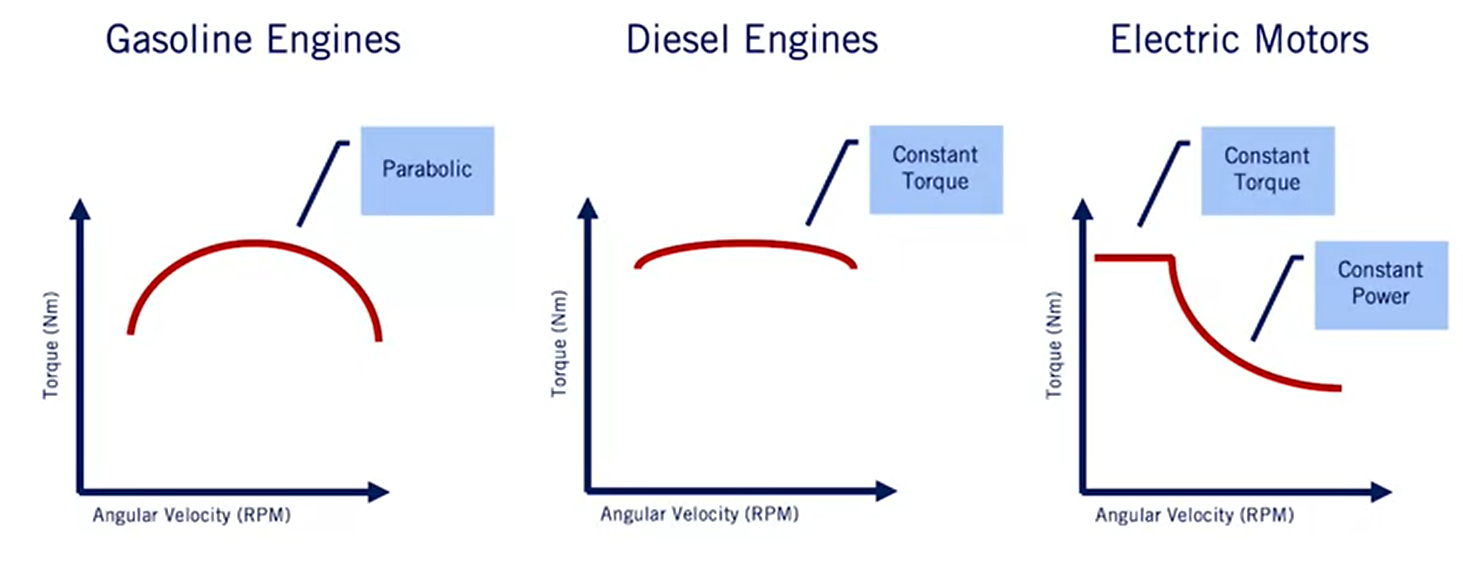 Gasoline Engines
Diesel Engines
Electric Motors
Parabolic
Constant
Torque
Constant
Torque
Constant
Power
Torque (Nm)
Torque (Nm)
Torque (Nm)
Angular Velocity (RPM)
Angular Velocity (RPM)
Angular Velocity (RPM)